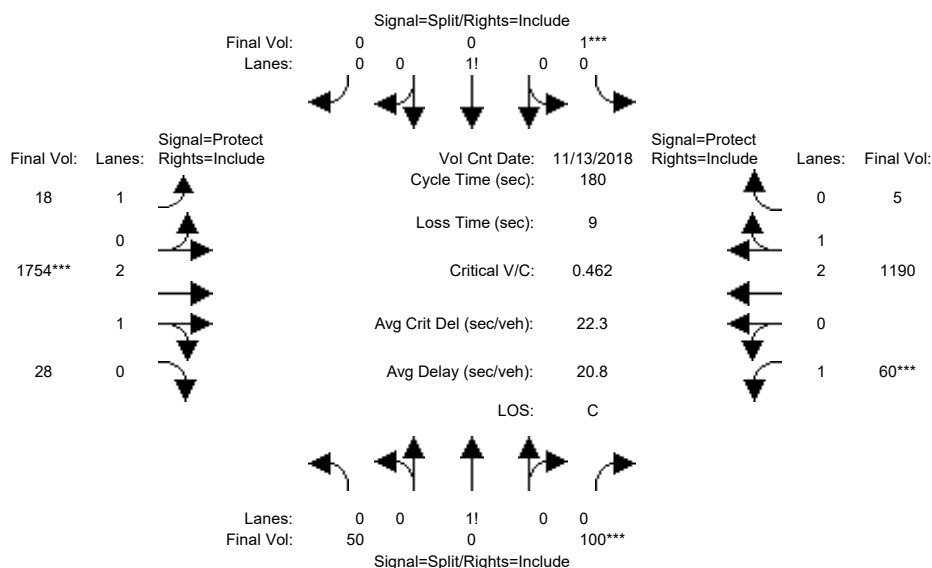 Signal=Split/Rights=Include
Final Vol: 0 0 1***
Lanes: 0 0 1! 0 0
Signal=Protect Signal=Protect
Final Vol: Lanes: Rights=Include Vol Cnt Date: 11/13/2018 Rights=Include Lanes: Final Vol:
Cycle Time (sec): 180
18 1 0 5
Loss Time (sec): 9
0 1
1754*** 2 Critical V/C: 0.462 2 1190
1 Avg Crit Del (sec/veh): 22.3 0
28 0 Avg Delay (sec/veh): 20.8 1 60***
LOS: C
Lanes: 0 0 1! 0 0
Final Vol: 50 0 100***
Signal=Split/Rights=Include